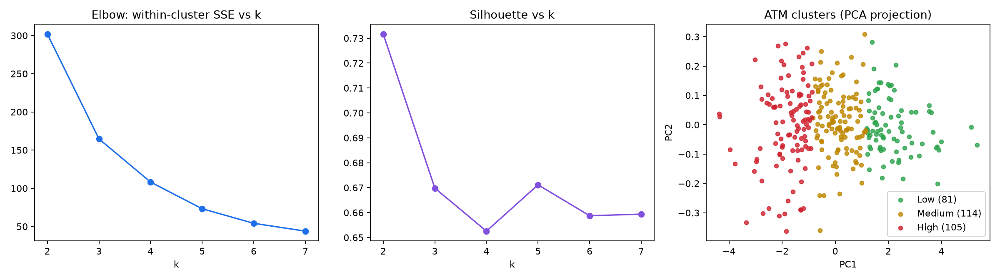 Elbow: within-cluster SSE vs k
300
250
200
150
100
50
2 3 4 5 6 7
k
Silhouette vs k
0.73
0.72
0.71
0.70
0.69
0.68
0.67
0.66
0.65
2 3 4 5 6 7
k
ATM clusters (PCA projection)
PC2
0.3
0.2
0.1
0.0
−0.1
−0.2
−0.3
Low (81)
Medium (114)
High (105)
−4 −2 0 2 4
PC1